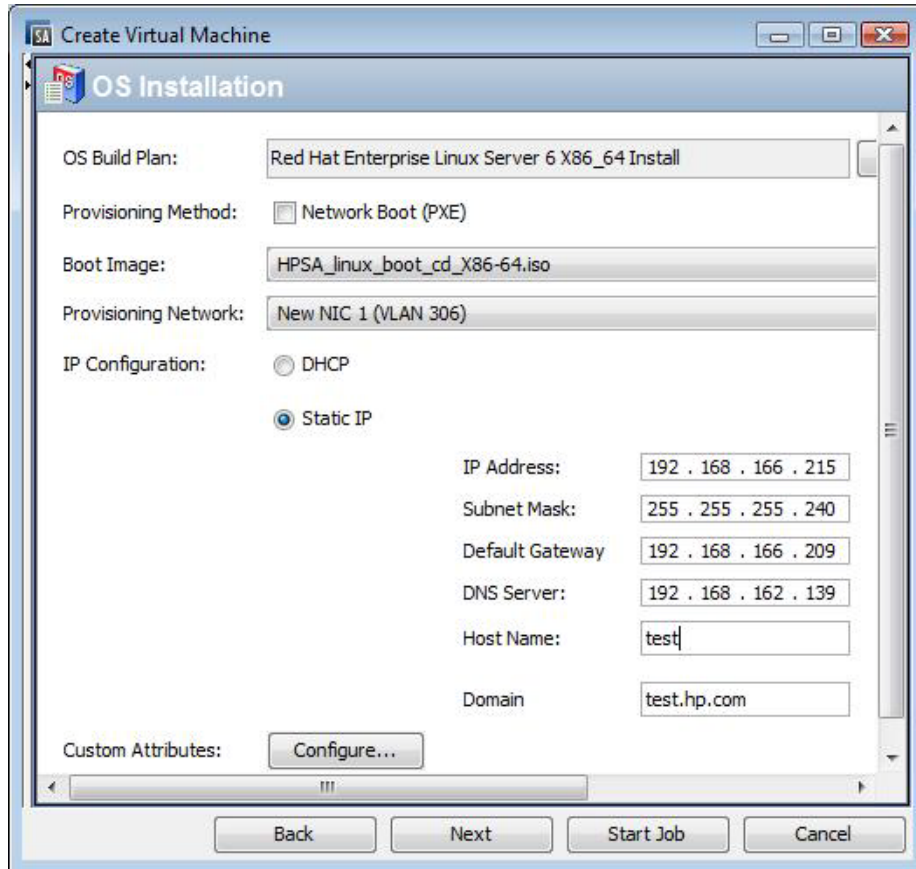 SA Create Virtual Machine
OS Installation
OS Build Plan: Red Hat Enterprise Linux Server 6 X86_64 Install
Provisioning Method: Network Boot (PXE)
Boot Image: HPSA_linux_boot_cd_X86-64.iso
Provisioning Network: New NIC 1 (VLAN 306)
IP Configuration: DHCP
Static IP
IP Address: 192 . 168 . 166 . 215
Subnet Mask: 255 . 255 . 255 . 240
Default Gateway 192 . 168 . 166 . 209
DNS Server: 192 . 168 . 162 . 139
Host Name: test
Domain test.hp.com
Custom Attributes: Configure...
Back Next Start Job Cancel